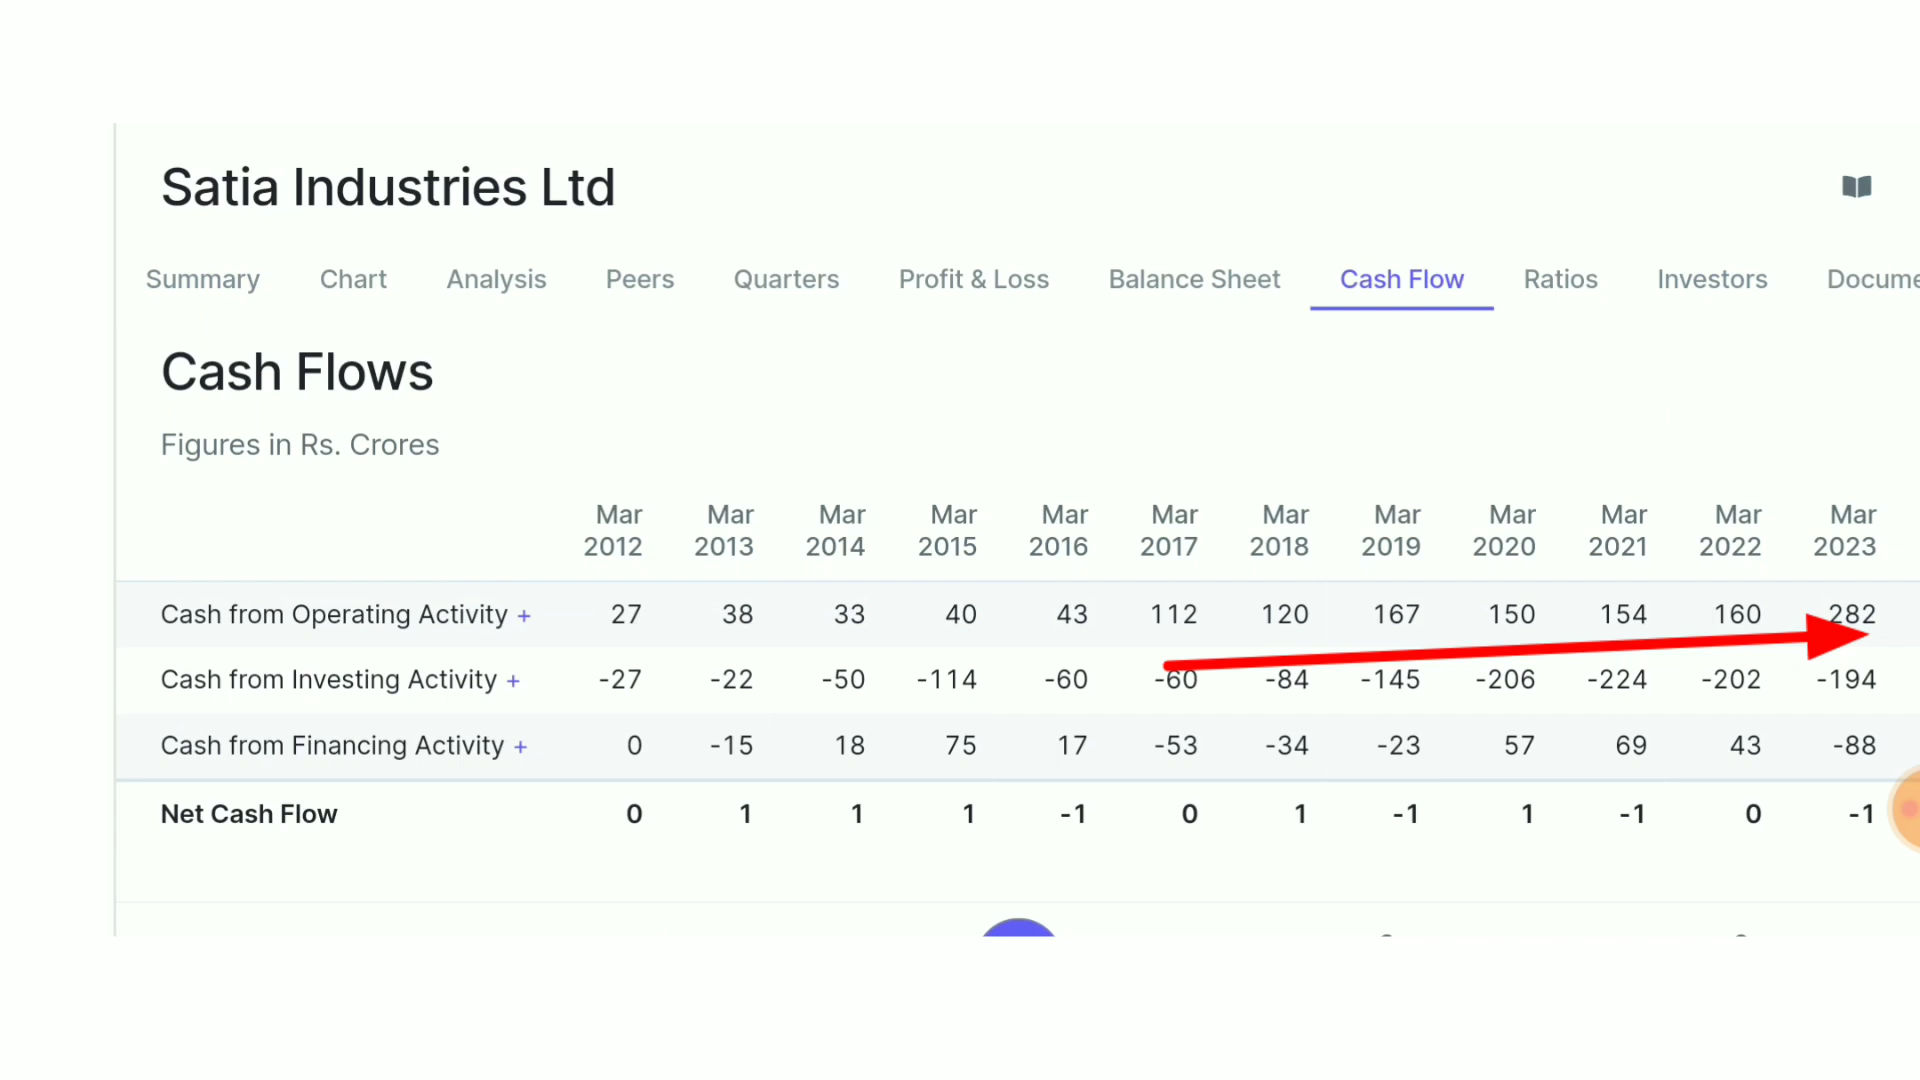 Satia Industries Ltd
Summary Chart Analysis Peers Quarters Profit & Loss Balance Sheet Cash Flow Ratios Investors Docume
Cash Flows
Figures in Rs. Crores
Mar Mar Mar Mar Mar Mar Mar Mar Mar Mar Mar Mar
2012 2013 2014 2015 2016 2017 2018 2019 2020 2021 2022 2023
Cash from Operating Activity + 27 38 33 40 43 112 120 167 150 154 160 282
Cash from Investing Activity + -27 -22 -50 -114 -60 -60 -84 -145 -206 -224 -202 -194
Cash from Financing Activity + 0 -15 18 75 17 -53 -34 -23 57 69 43 -88
Net Cash Flow 0 1 1 1 -1 0 1 -1 1 -1 0 -1